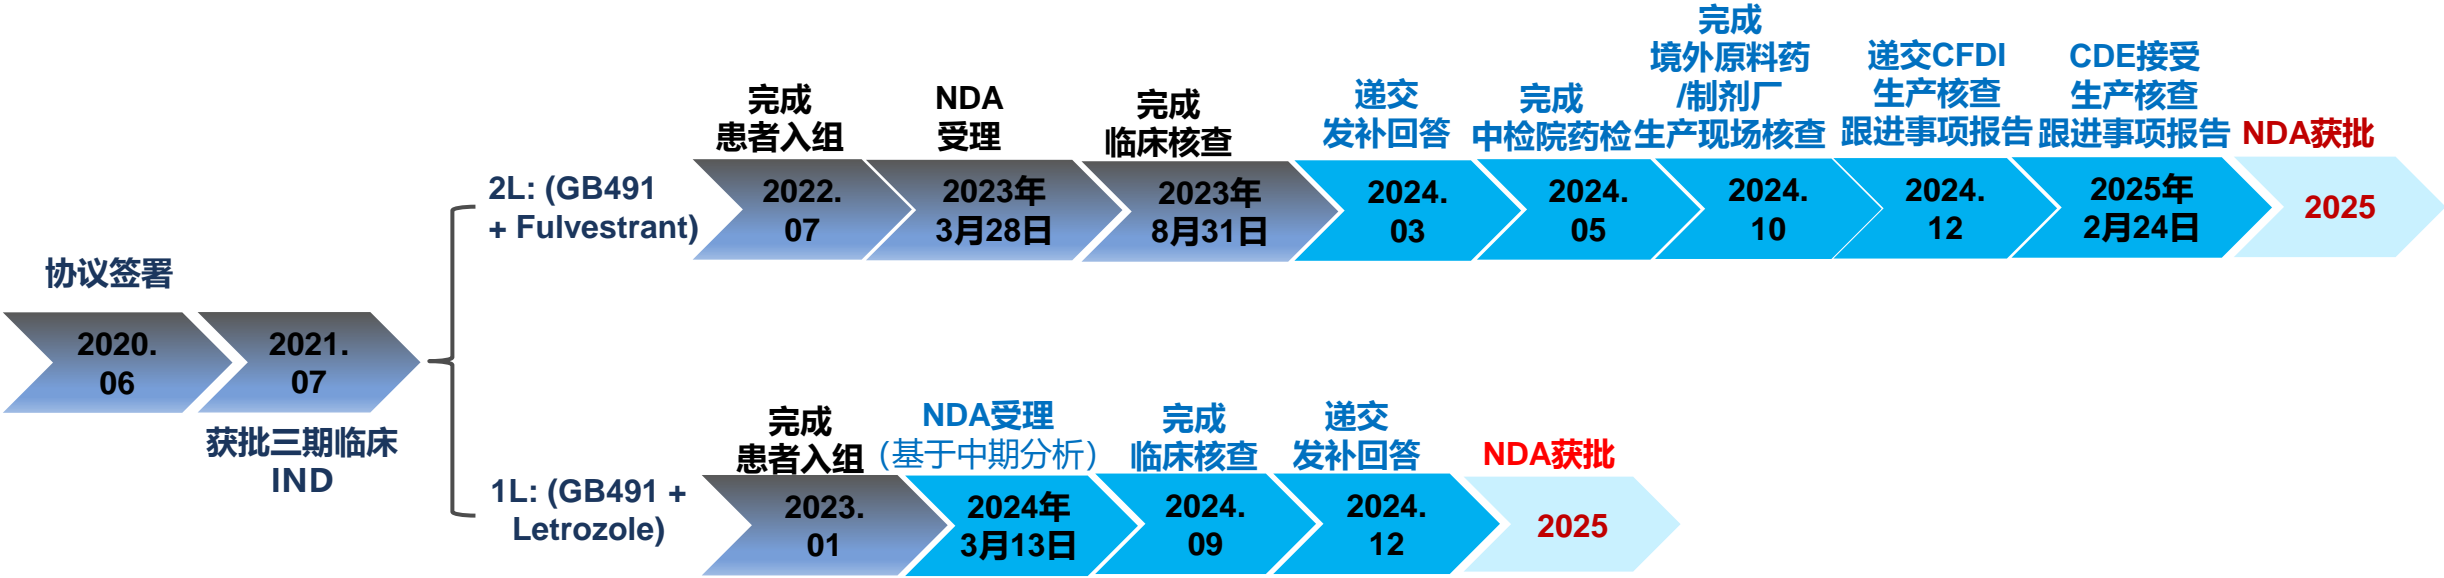 协议签署
2020.
06
2021.
07
获批三期临床
IND
2L: (GB491
+ Fulvestrant)
完成
患者入组
2022.
07
NDA
受理
2023年
3月28日
完成
临床核查
2023年
8月31日
递交
发补回答
2024.
03
完成
中检院药检
2024.
05
完成
境外原料药
/制剂厂
生产现场核查
2024.
10
递交CFDI
生产核查
跟进事项报告
2024.
12
CDE接受
生产核查
跟进事项报告
2025年
2月24日
NDA获批
2025
1L: (GB491 +
Letrozole)
完成
患者入组
2023.
01
NDA受理
（基于中期分析）
2024年
3月13日
完成
临床核查
2024.
09
递交
发补回答
2024.
12
NDA获批
2025